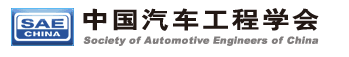 SAE
CHINA
中国汽车工程学会
Society of Automotive Engineers of China